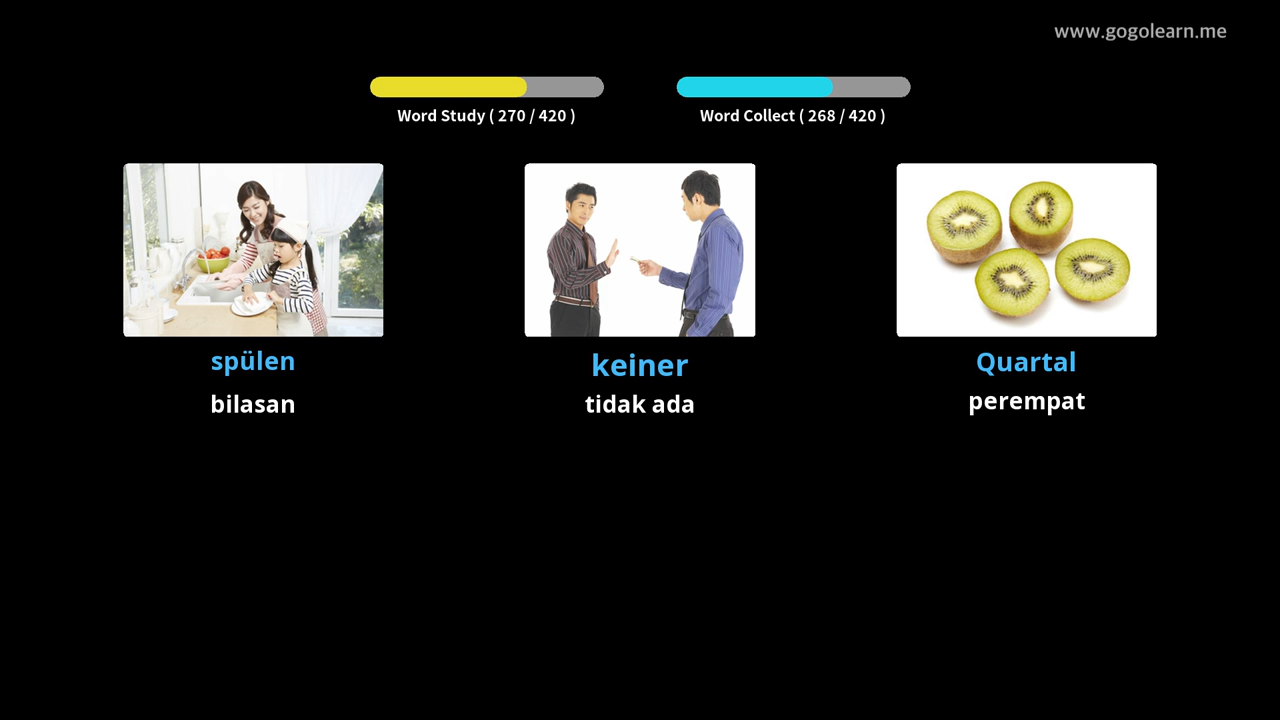 www.gogolearn.me
Word Study ( 270 / 420 )
Word Collect ( 268 / 420 )
spülen
bilasan
keiner
tidak ada
Quartal
perempat